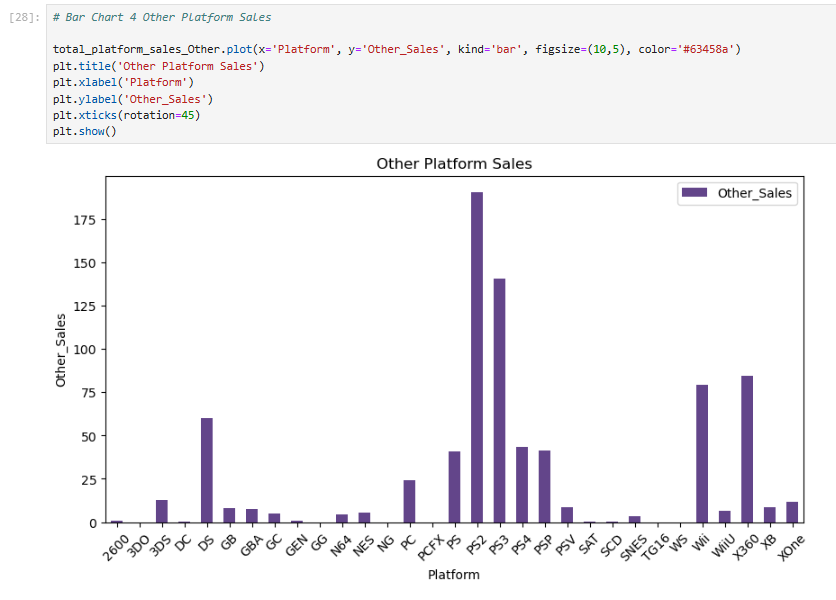 [28]: # Bar Chart 4 Other Platform Sales
total_platform_sales_Other.plot(x='Platform', y='Other_Sales', kind='bar', figsize=(10,5), color='#63458a')
plt.title('Other Platform Sales')
plt.xlabel('Platform')
plt.ylabel('Other_Sales')
plt.xticks(rotation=45)
plt.show()
Other Platform Sales
Other_Sales
175
150
125
100
75
50
25
0
Other_Sales
2600 3DO 3DS DC DS GB GBA GC GEN GG N64 NES NG PC PCFX PS PS2 PS3 PS4 PSP PSV SAT SCD SNES TG16 WS Wii WiiU X360 XB XOne
Platform